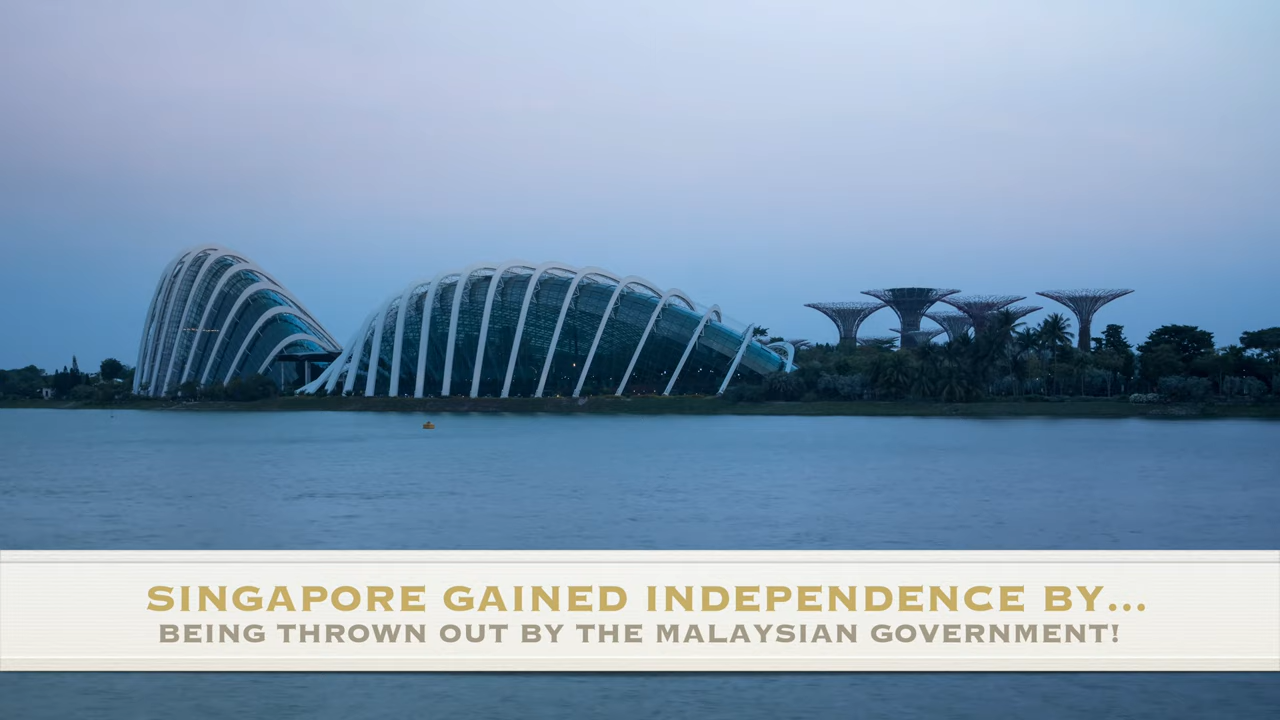 SINGAPORE GAINED INDEPENDENCE BY...
BEING THROWN OUT BY THE MALAYSIAN GOVERNMENT!